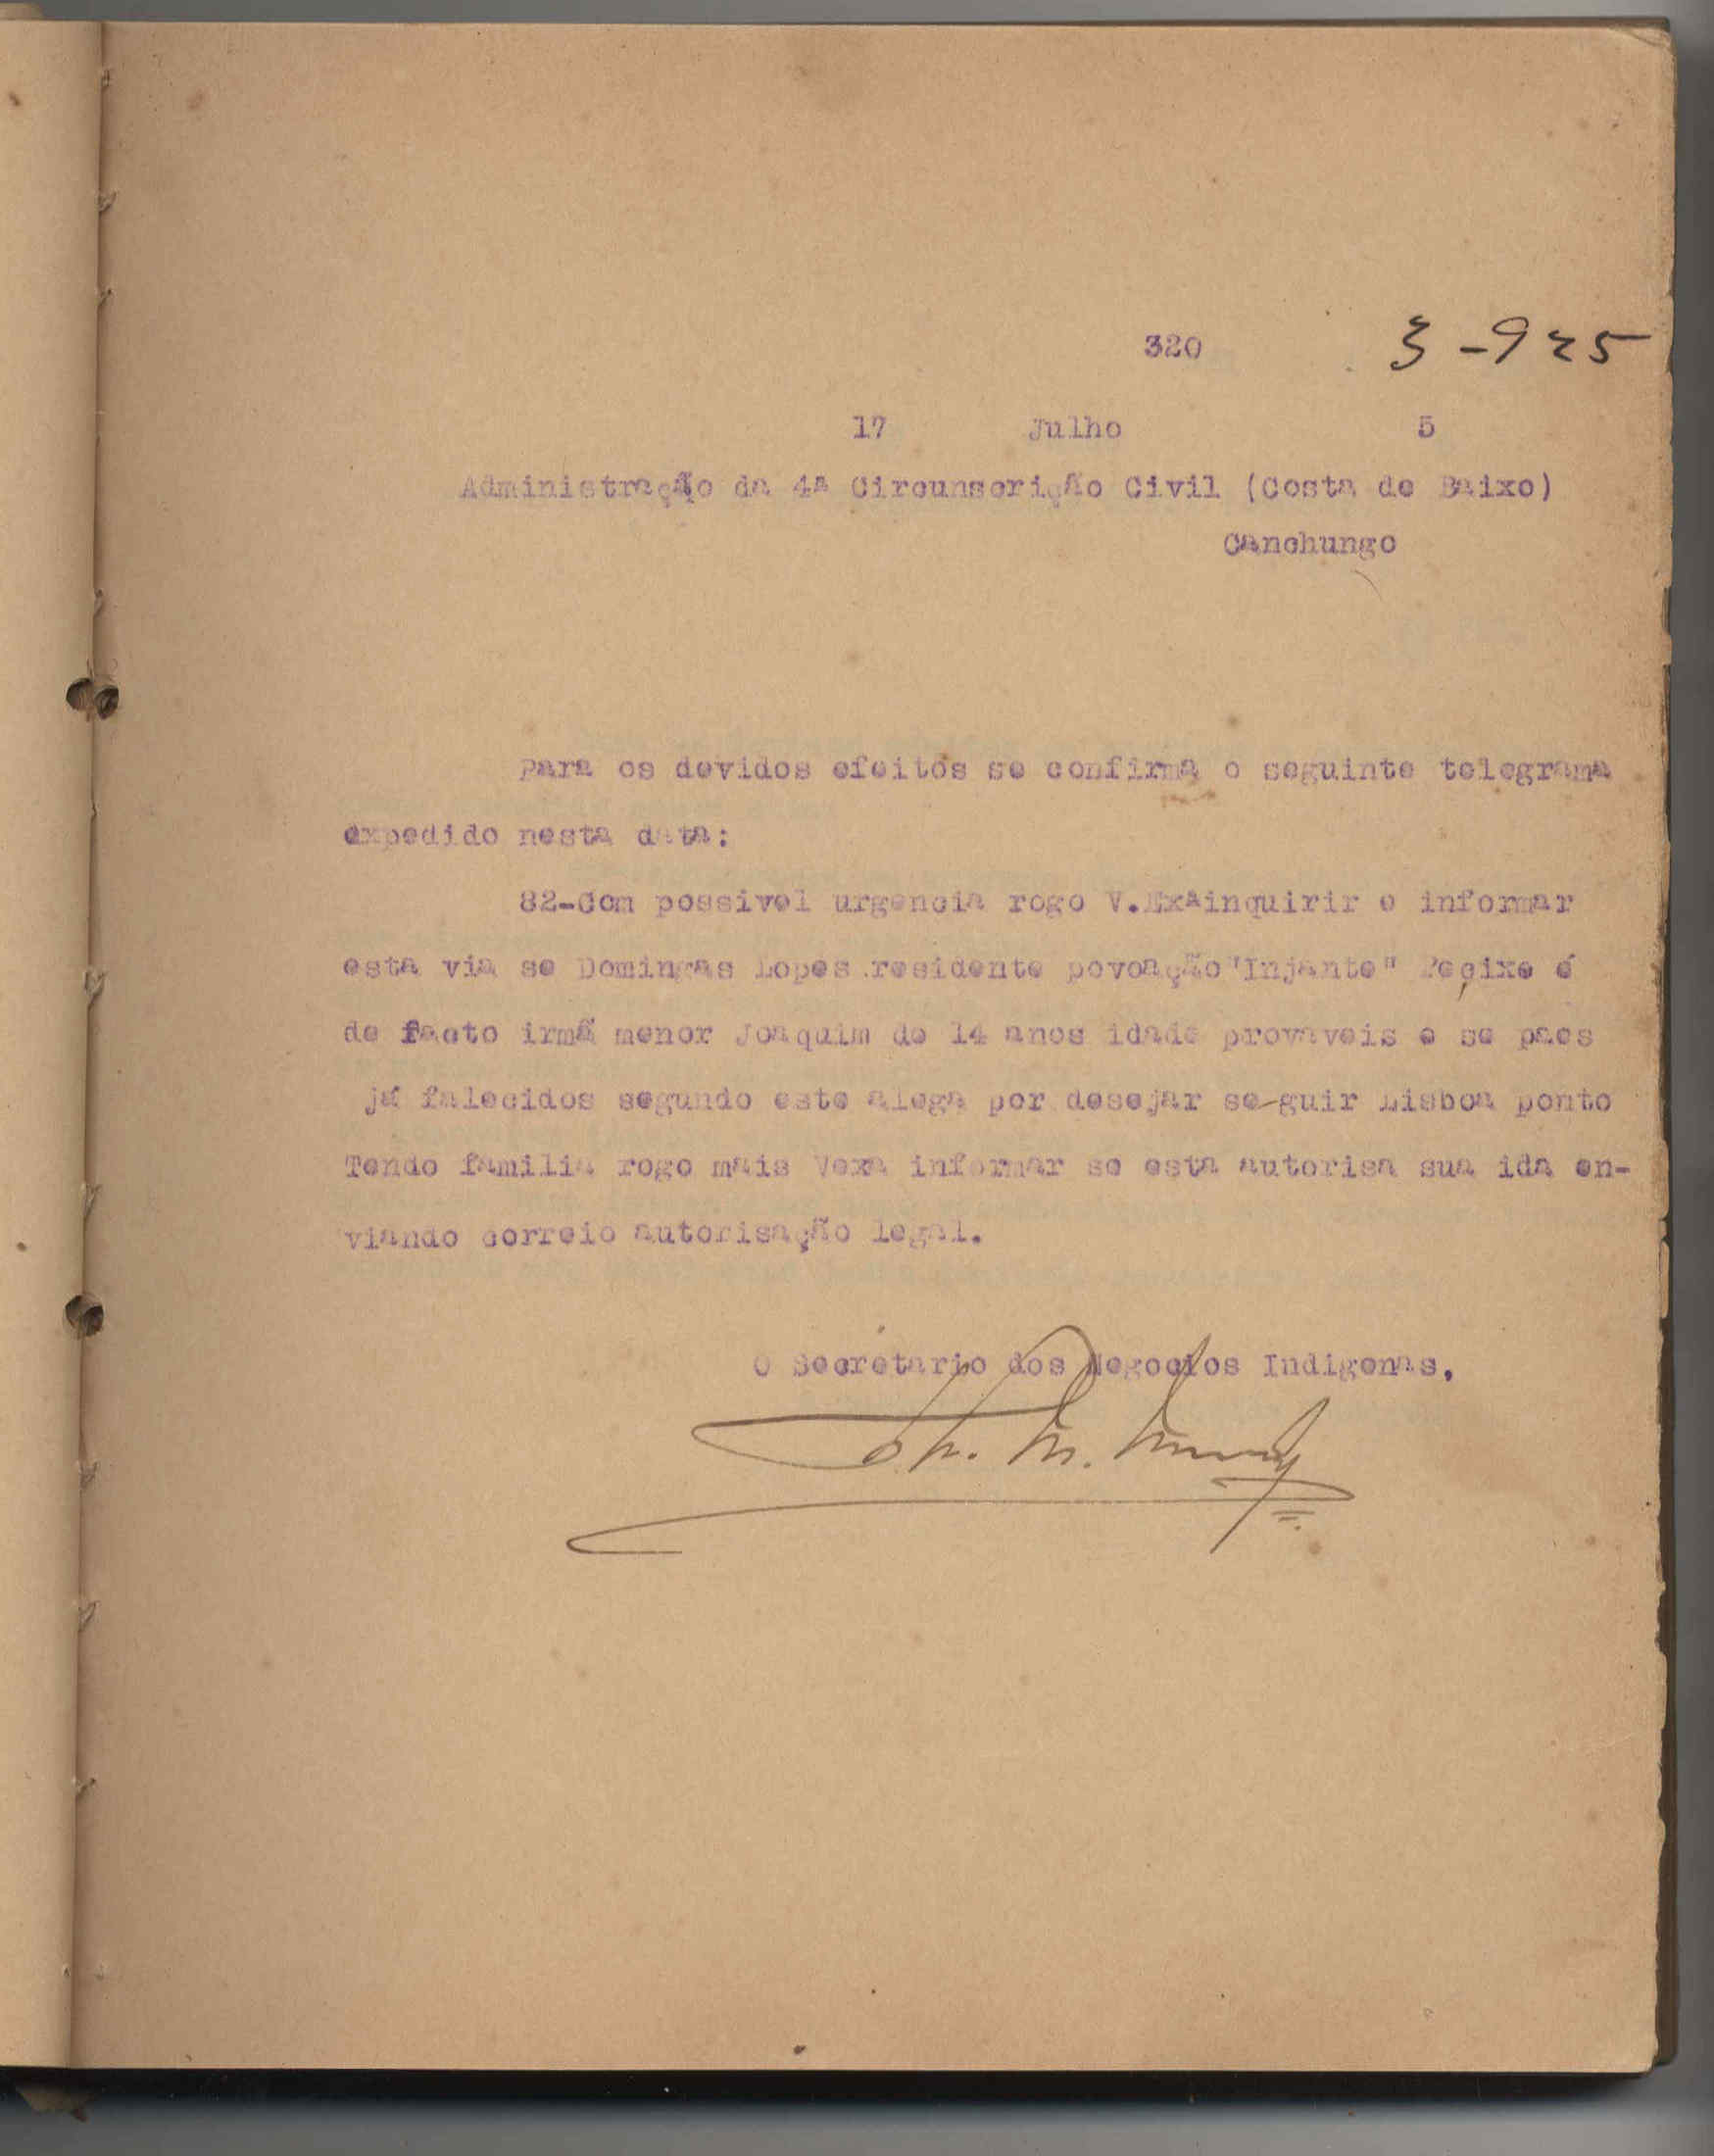 320 3-925
17 Julho 5
Administração da 4ª Circunscrição Civil (Costa de Baixo)
Canchungo
Para os devidos efeitos se confirma o seguinte telegrama
expedido nesta data:
82-Com possivel urgencia rogo V.Exªinquirir e informar
esta via se Domingas Lopes residente povoação"Injante" Peçixe é
de facto irmã menor Joaquim de 14 anos idade provaveis e se paes
já falecidos segundo este alega por desejar se-guir Lisboa ponto
Tendo familia rogo mais Vexa informar se esta autorisa sua ida en-
viando correio autorisação legal.
O Secretario dos Negocios Indigenas,